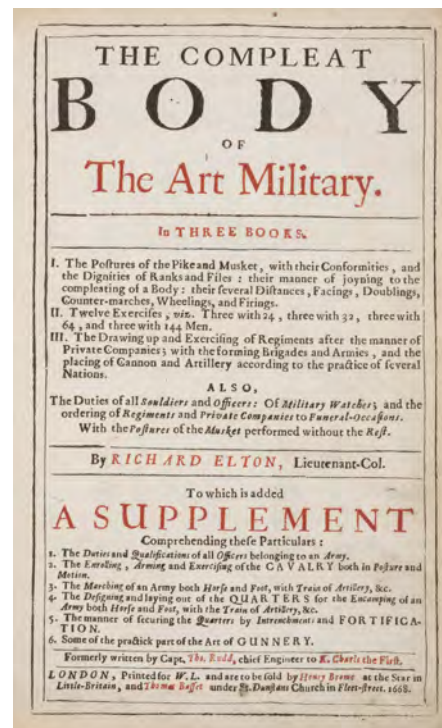 THE COMPLEAT
BODY
OF
The Art Military.
In THREE BOOKS.
I. The Poſtures of the Pike and Musket, with their Conformities, and
the Dignities of Ranks and Files: their manner of joyning to the
compleating of a Body: their ſeveral Diſtances, Facings, Doublings,
Counter-marches, Wheelings, and Firings.
II. Twelve Exerciſes, viz. Three with 24, three with 32, three with
64, and three with 144 Men.
III. The Drawing up and Exerciſing of Regiments after the manner of
Private Companies; with the forming Brigades and Armies, and the
placing of Cannon and Artillery according to the practice of ſeveral
Nations.
ALSO,
The Duties of all Souldiers and Officers: Of Military Watches; and the
ordering of Regiments and Private Companies to Funeral-Occaſions.
With the Poſtures of the Musket performed without the Reſt.
By RICHARD ELTON, Lieutenant-Col.
To which is added
A SUPPLEMENT
Comprehending theſe Particulars:
1. The Duties and Qualifications of all Officers belonging to an Army.
2. The Enroling, Arming and Exerciſing of the CAVALRY both in Poſture and
Motion.
3. The Marching of an Army both Horſe and Foot, with Train of Artillery, &c.
4. The Deſigning and laying out of the QUARTERS for the Encamping of an
Army both Horſe and Foot, with the Train of Artillery, &c.
5. The manner of ſecuring the Quarters by Intrenchments and FORTIFICA-
TION.
6. Some of the practick part of the Art of GUNNERY.
Formerly written by Capt. Tho. Rudd, chief Engineer to K. Charls the Firſt.
LONDON, Printed for W. L. and are to be ſold by Henry Brome at the Star in
Little-Britain, and Thomas Baſſet under St. Dunſtans Church in Fleet-ſtreet. 1668.